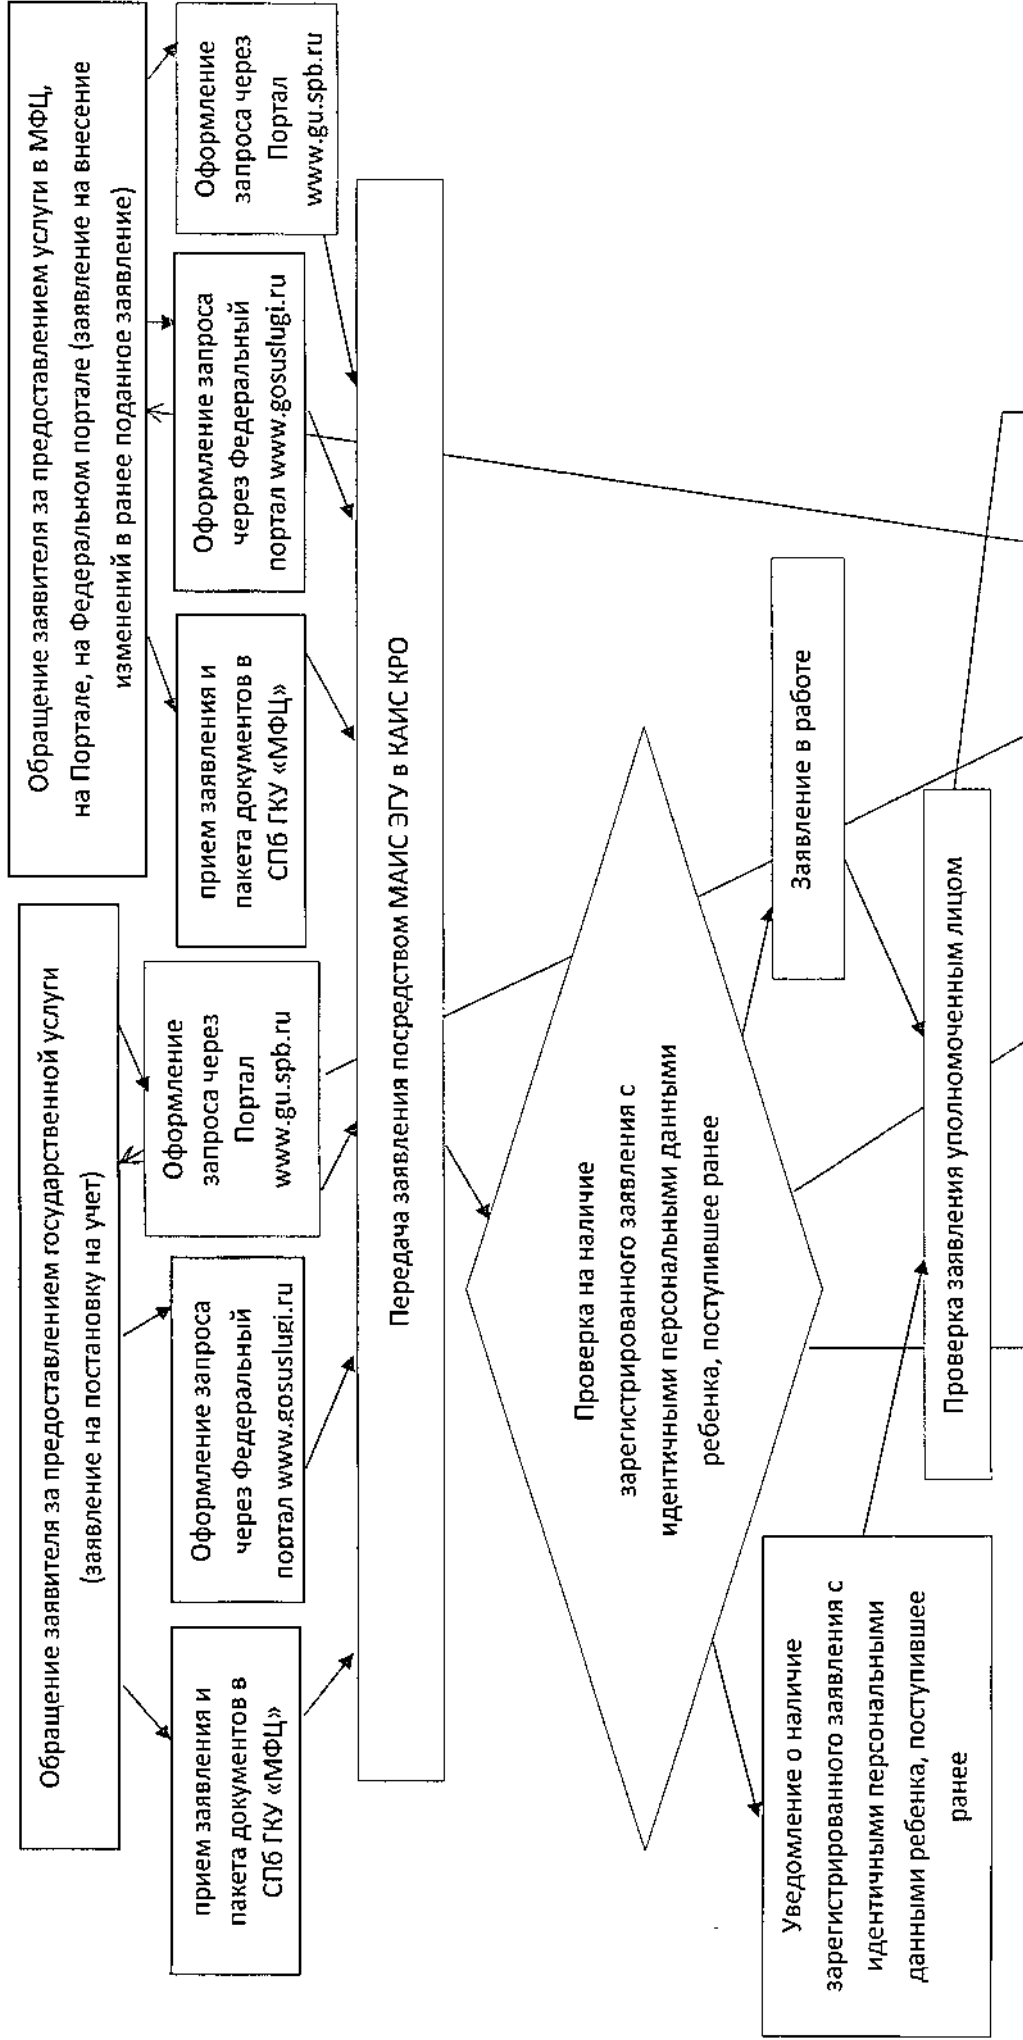 Обращение заявителя за предоставлением государственной услуги
(заявление на постановку на учет)
Обращение заявителя за предоставлением услуги в МФЦ,
на Портале, на Федеральном портале (заявление на внесение
изменений в ранее поданное заявление)
прием заявления и
пакета документов в
СПб ГКУ «МФЦ»
Оформление запроса
через Федеральный
портал www.gosuslugi.ru
Оформление
запроса через
Портал
www.gu.spb.ru
прием заявления и
пакета документов в
СПб ГКУ «МФЦ»
Оформление запроса
через Федеральный
портал www.gosuslugi.ru
Оформление
запроса через
Портал
www.gu.spb.ru
Передача заявления посредством МАИС ЭГУ в КАИС КРО
Проверка на наличие
зарегистрированного заявления с
идентичными персональными данными
ребенка, поступившее ранее
Уведомление о наличие
зарегистрированного заявления с
идентичными персональными
данными ребенка, поступившее
ранее
Заявление в работе
Проверка заявления уполномоченным лицом